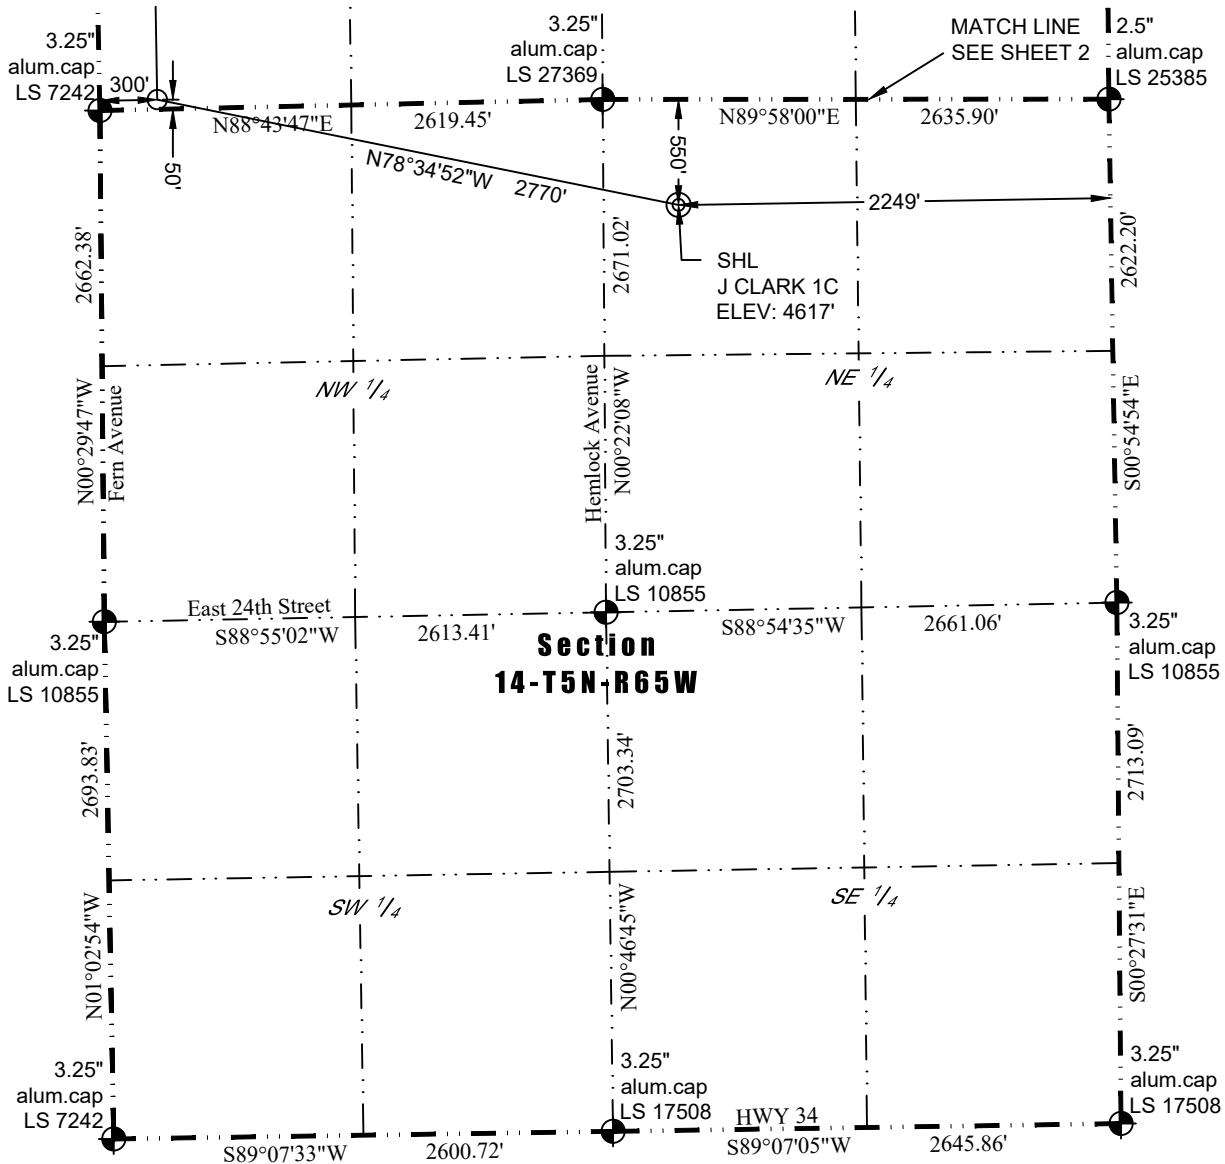 3.25"
alum.cap
LS 7242
300'
50'
3.25"
alum.cap
LS 27369
MATCH LINE
SEE SHEET 2
2.5"
alum.cap
LS 25385
N88°43'47"E
2619.45'
N89°58'00"E
2635.90'
N78°34'52"W 2770'
550'
2249'
SHL
J CLARK 1C
ELEV: 4617'
2662.38'
2671.02'
2622.20'
NW 1/4
NE 1/4
N00°29'47"W
Fern Avenue
Hemlock Avenue
N00°22'08"W
S00°54'54"E
3.25"
alum.cap
LS 10855
East 24th Street
S88°55'02"W
2613.41'
S88°54'35"W
2661.06'
3.25"
alum.cap
LS 10855
3.25"
alum.cap
LS 10855
Section
14-T5N-R65W
2693.83'
2703.34'
2713.09'
SW 1/4
SE 1/4
N01°02'54"W
N00°46'45"W
S00°27'31"E
3.25"
alum.cap
LS 7242
3.25"
alum.cap
LS 17508
3.25"
alum.cap
LS 17508
HWY 34
S89°07'33"W
2600.72'
S89°07'05"W
2645.86'